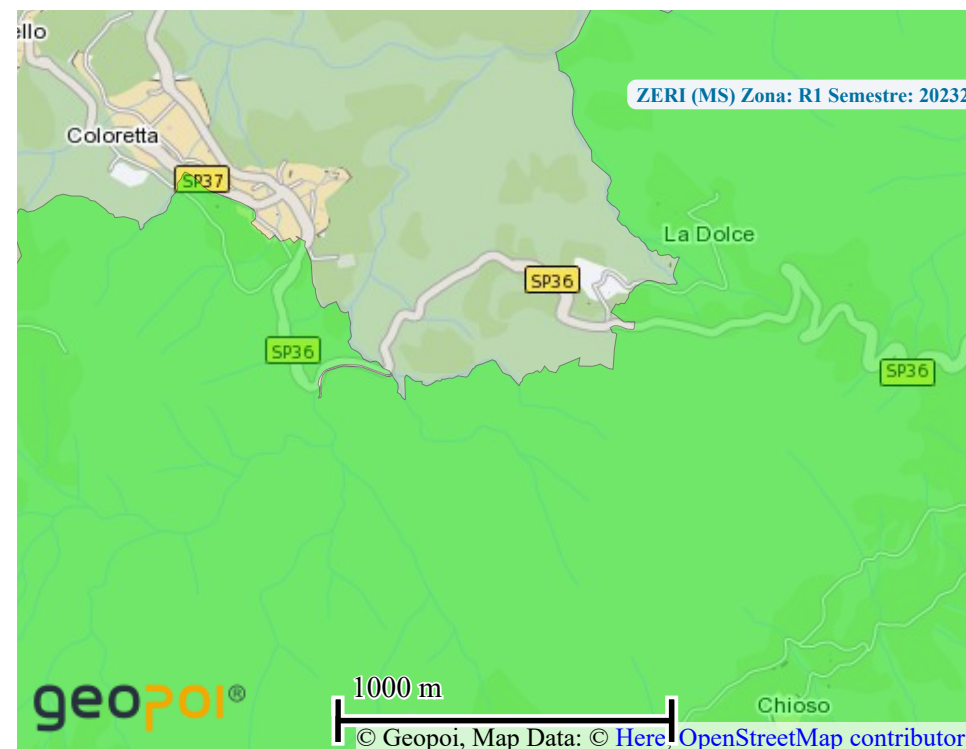 ello
ZERI (MS) Zona: R1 Semestre: 20232
Coloretta
SP37
La Dolce
SP36
SP36
SP36
Chioso
geopoi®
1000 m
© Geopoi, Map Data: © Here, OpenStreetMap contributor